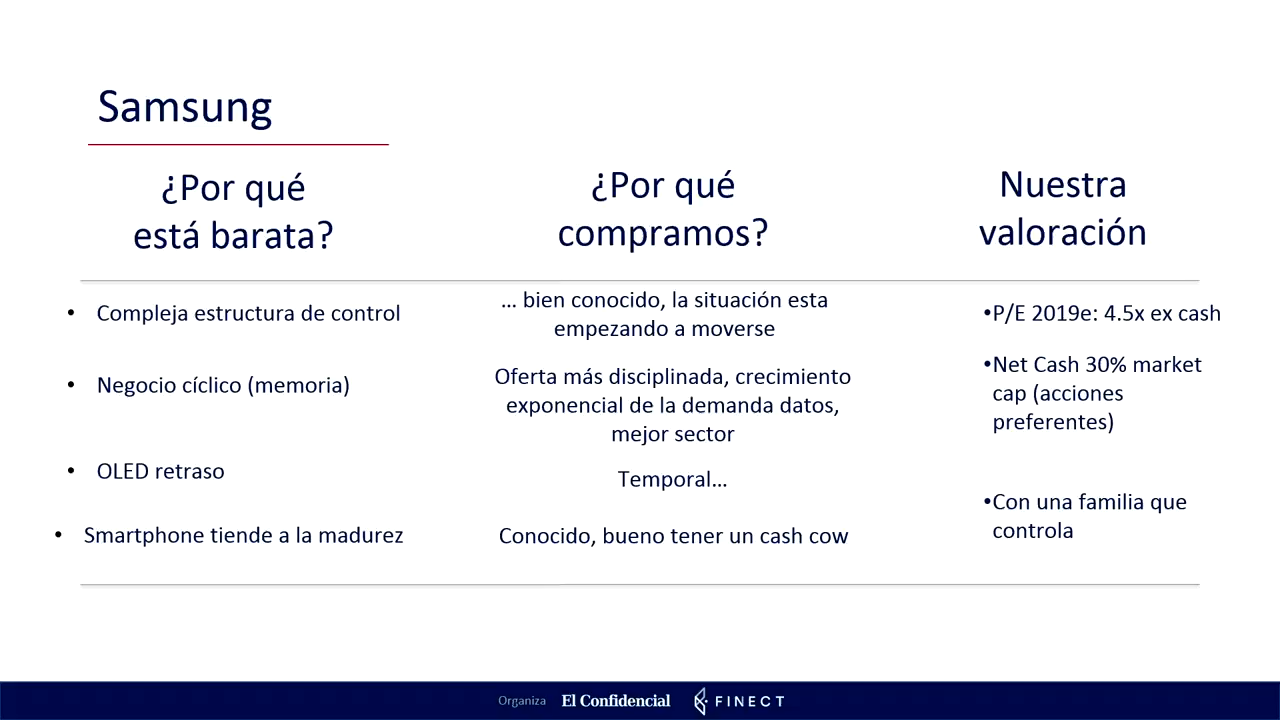 Samsung
¿Por qué
está barata?
¿Por qué
compramos?
Nuestra
valoración
• Compleja estructura de control
… bien conocido, la situación esta
empezando a moverse
•P/E 2019e: 4.5x ex cash
• Negocio cíclico (memoria)
Oferta más disciplinada, crecimiento
exponencial de la demanda datos,
mejor sector
•Net Cash 30% market
cap (acciones
preferentes)
• OLED retraso
Temporal…
•Con una familia que
controla
• Smartphone tiende a la madurez
Conocido, bueno tener un cash cow
Organiza El Confidencial FINECT